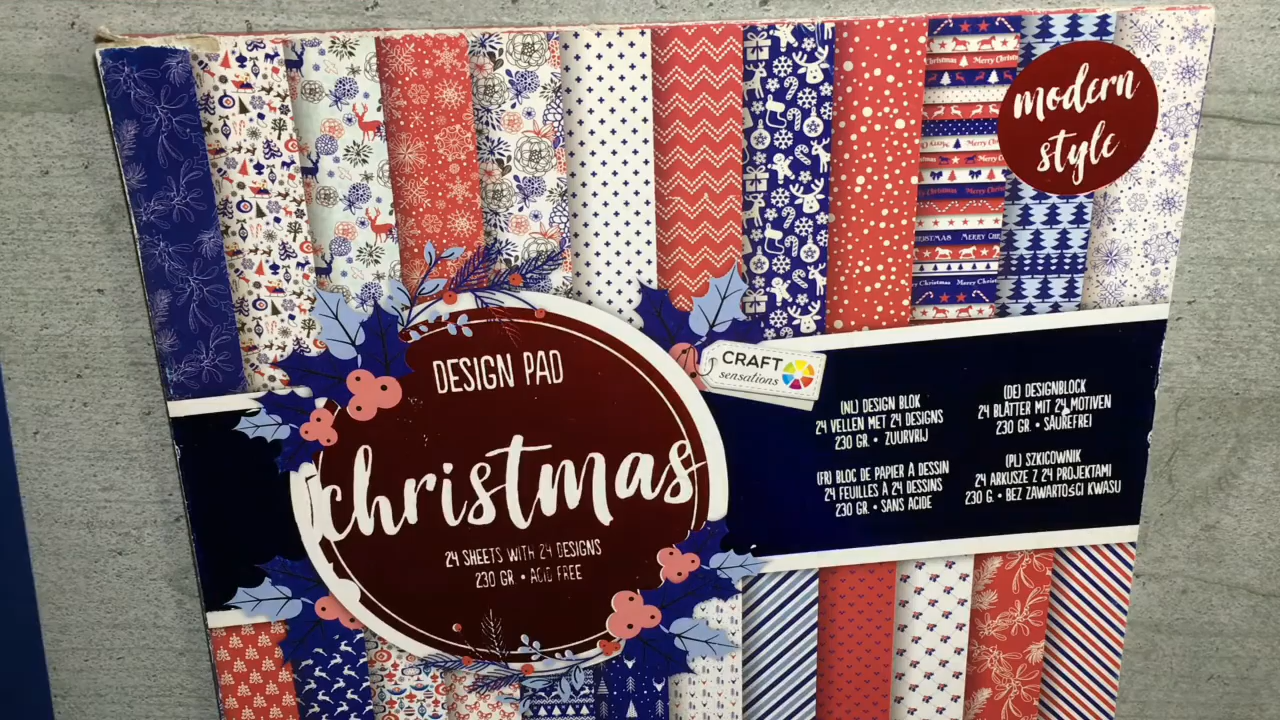 modern
style
DESIGN PAD
christmas
24 SHEETS WITH 24 DESIGNS
230 GR • ACID FREE
CRAFT
sensations
(NL) DESIGN BLOK
24 VELLEN MET 24 DESIGNS
230 GR. • ZUURVRIJ
(FR) BLOC DE PAPIER A DESSIN
24 FEUILLES À 24 DESSINS
230 GR. • SANS ACIDE
(DE) DESIGNBLOCK
24 BLÄTTER MIT 24 MOTIVEN
230 GR. • SÄUREFREI
(PL) SZKICOWNIK
24 ARKUSZE Z 24 PROJEKTAMI
230 G. • BEZ ZAWARTOŚCI KWASU